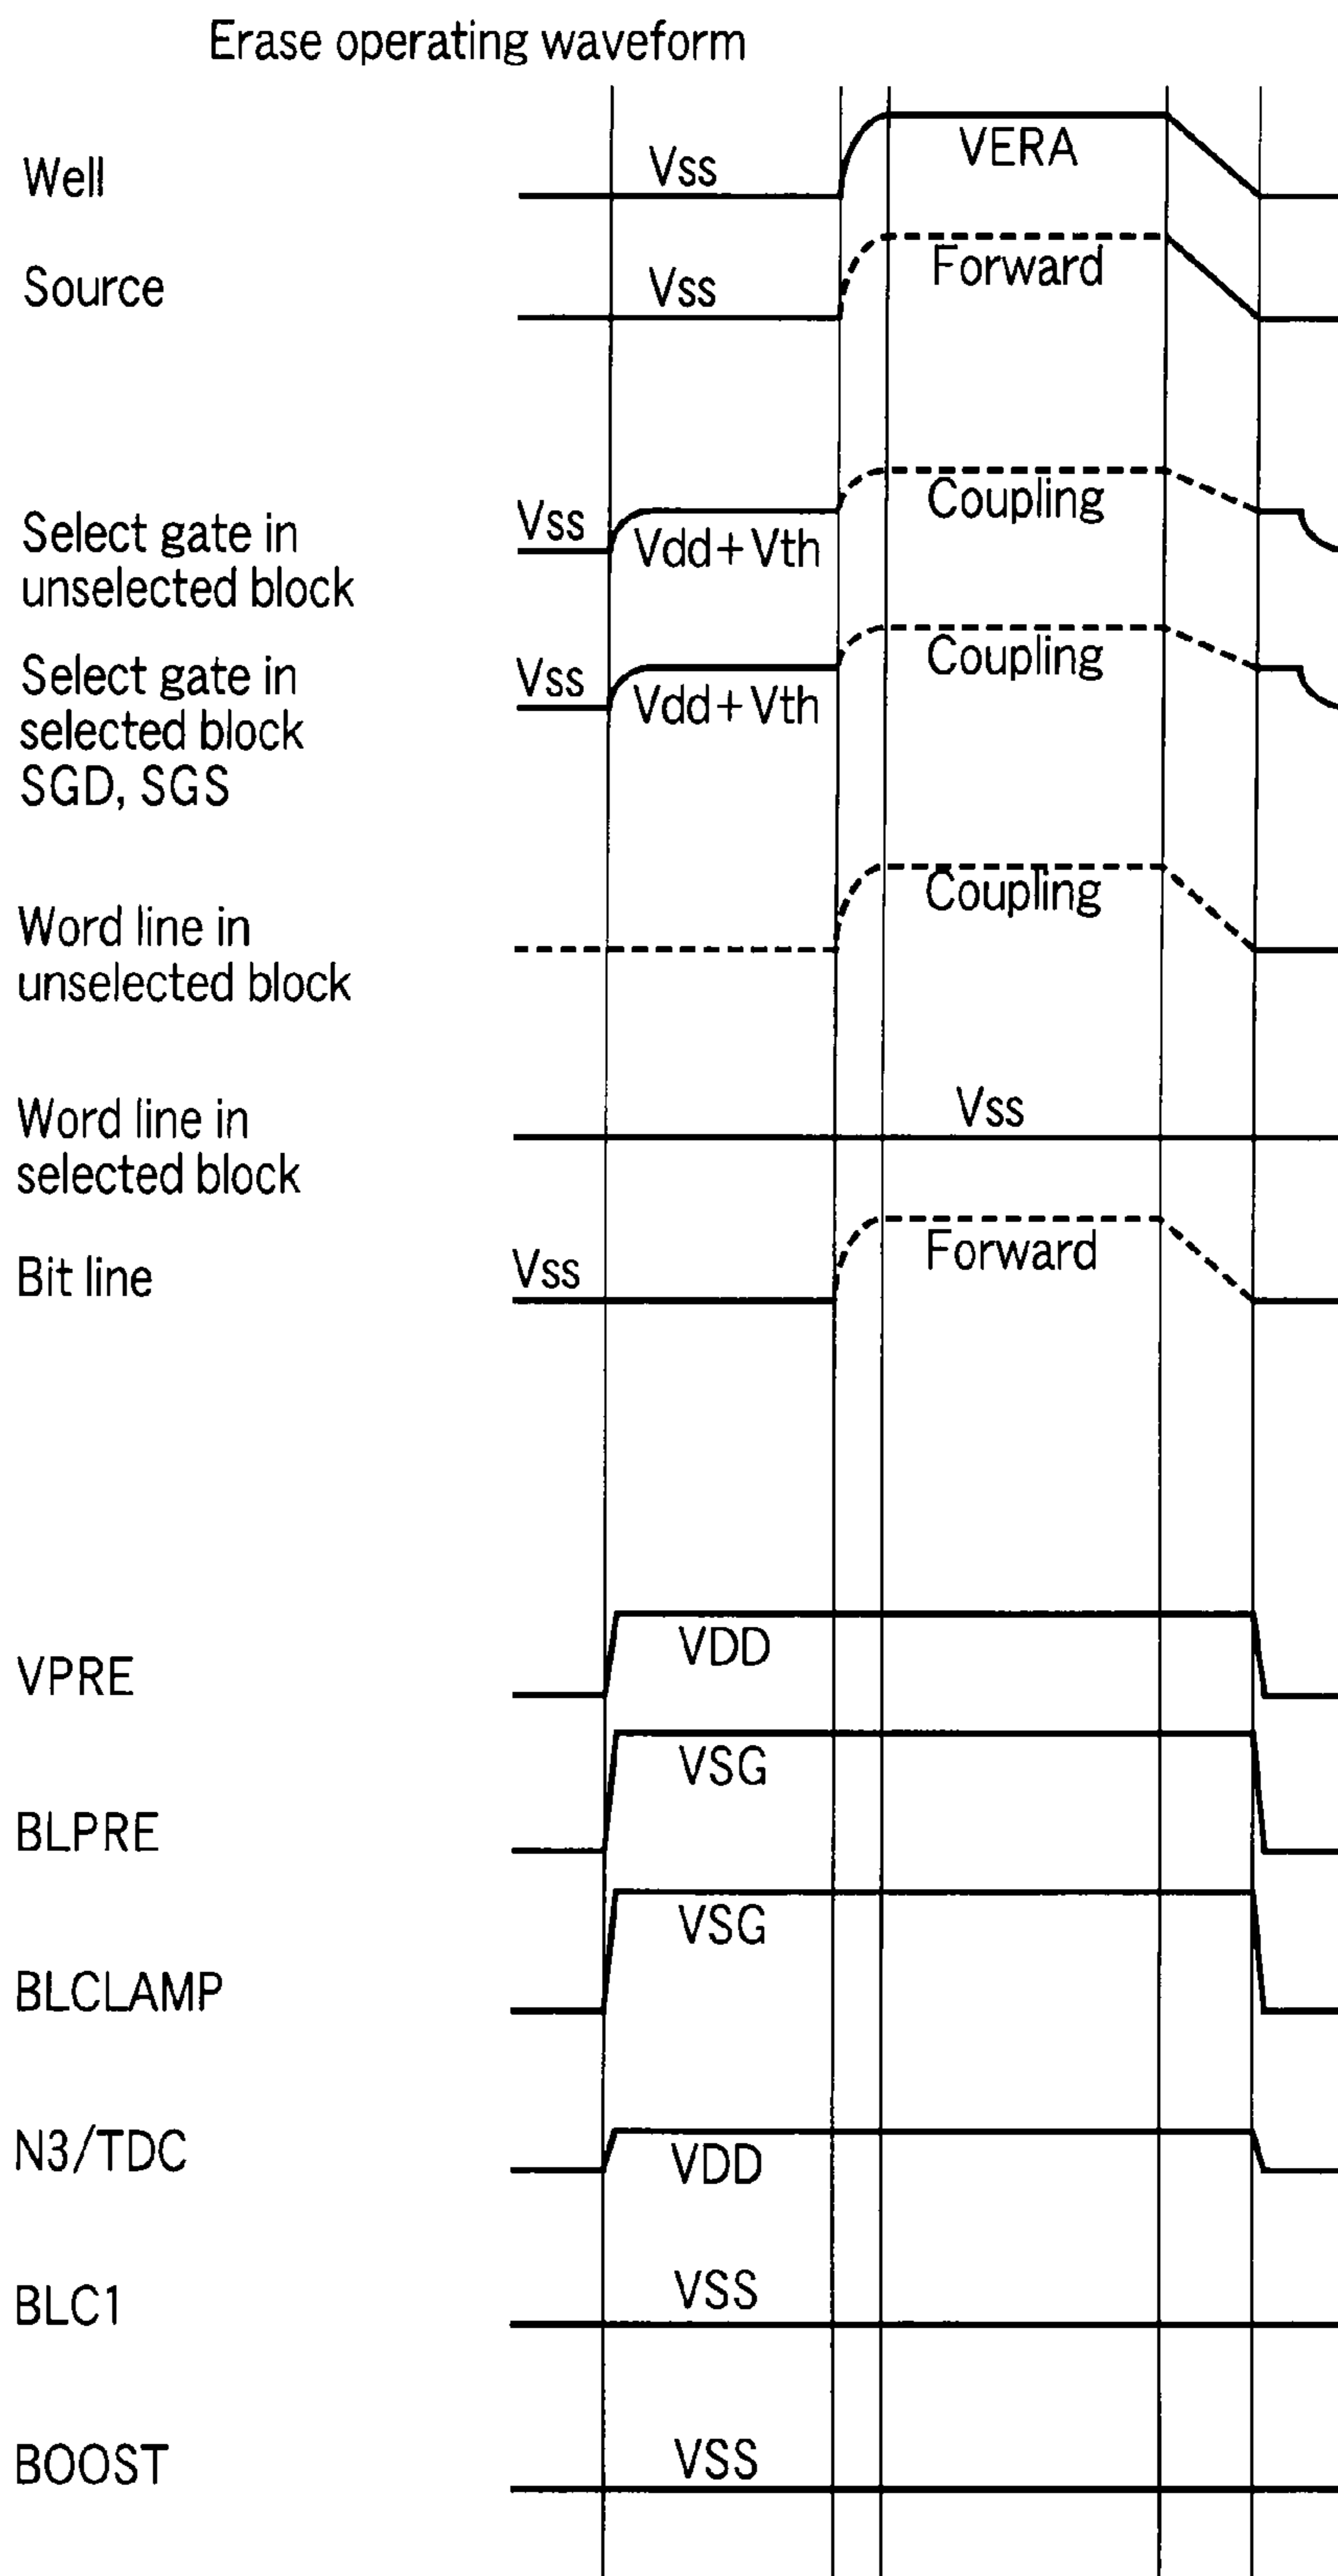 Erase operating waveform
Well
Vss
VERA
Source
Vss
Forward
Select gate in
unselected block
Vss
Vdd+Vth
Coupling
Select gate in
selected block
SGD, SGS
Vss
Vdd+Vth
Coupling
Word line in
unselected block
Coupling
Word line in
selected block
Vss
Bit line
Vss
Forward
VPRE
VDD
BLPRE
VSG
BLCLAMP
VSG
N3/TDC
VDD
BLC1
VSS
BOOST
VSS